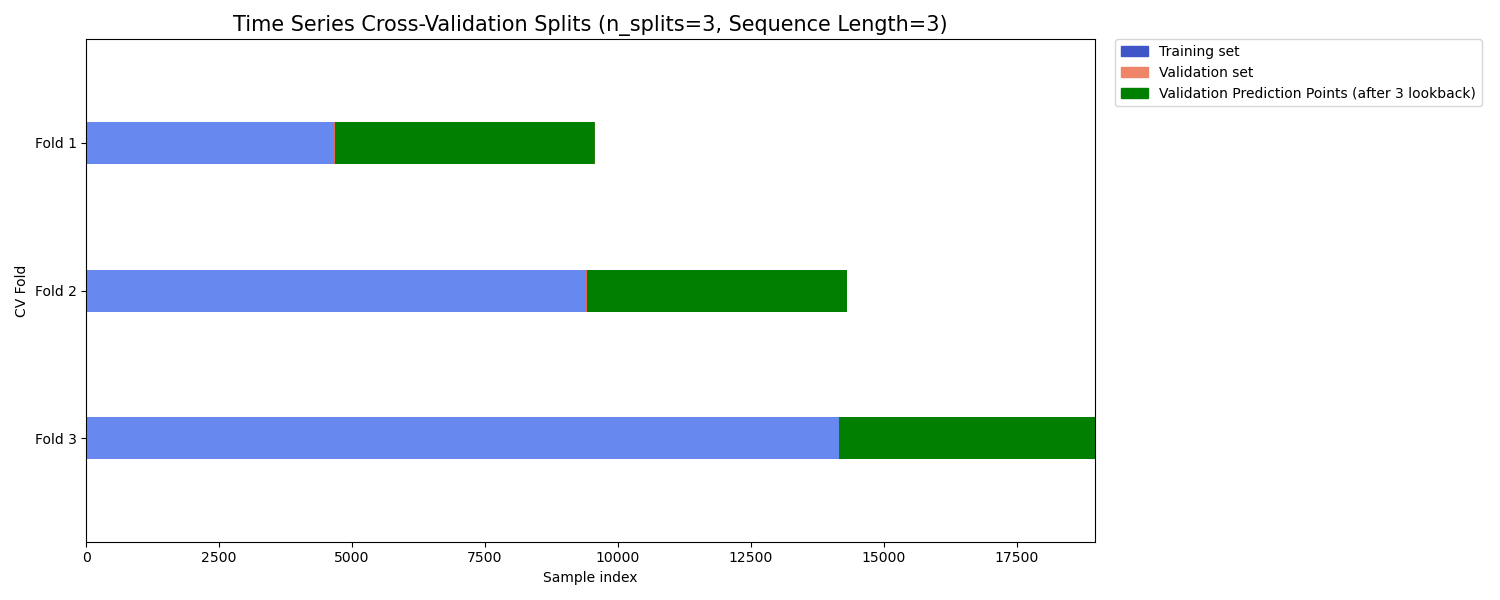 Time Series Cross-Validation Splits (n_splits=3, Sequence Length=3)
Training set
Validation set
Validation Prediction Points (after 3 lookback)
CV Fold
Fold 1
Fold 2
Fold 3
0 2500 5000 7500 10000 12500 15000 17500
Sample index